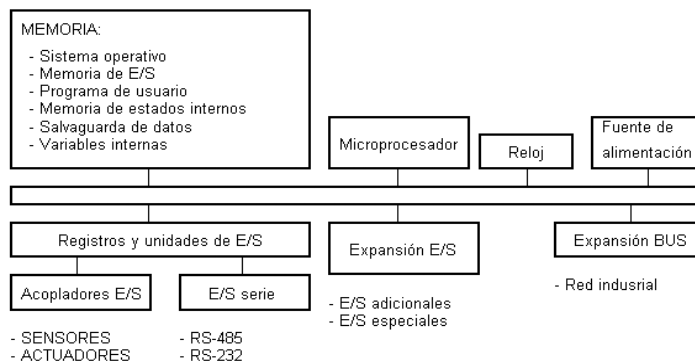 MEMORIA:
- Sistema operativo
- Memoria de E/S
- Programa de usuario
- Memoria de estados internos
- Salvaguarda de datos
- Variables internas
Microprocesador
Reloj
Fuente de
alimentación
Registros y unidades de E/S
Expansión E/S
Expansión BUS
Acopladores E/S
E/S serie
- E/S adicionales
- E/S especiales
- Red indusrial
- SENSORES
- ACTUADORES
- RS-485
- RS-232